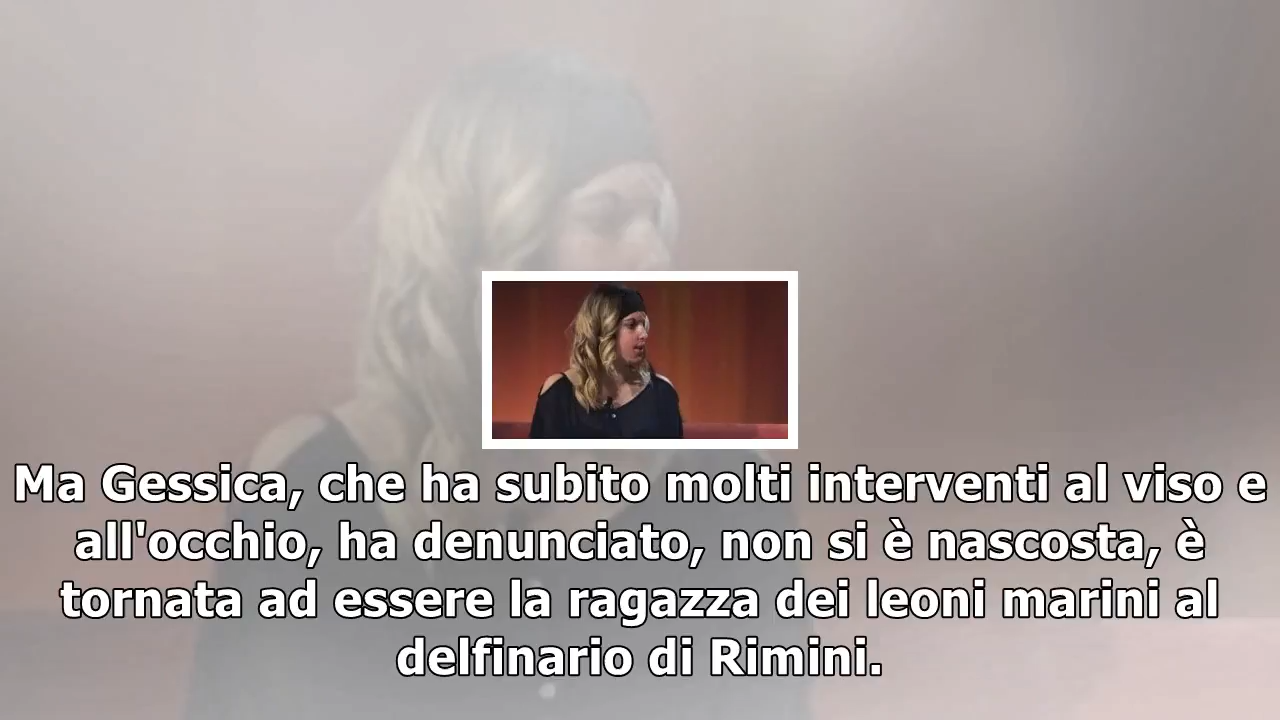 Ma Gessica, che ha subito molti interventi al viso e
all'occhio, ha denunciato, non si è nascosta, è
tornata ad essere la ragazza dei leoni marini al
delfinario di Rimini.